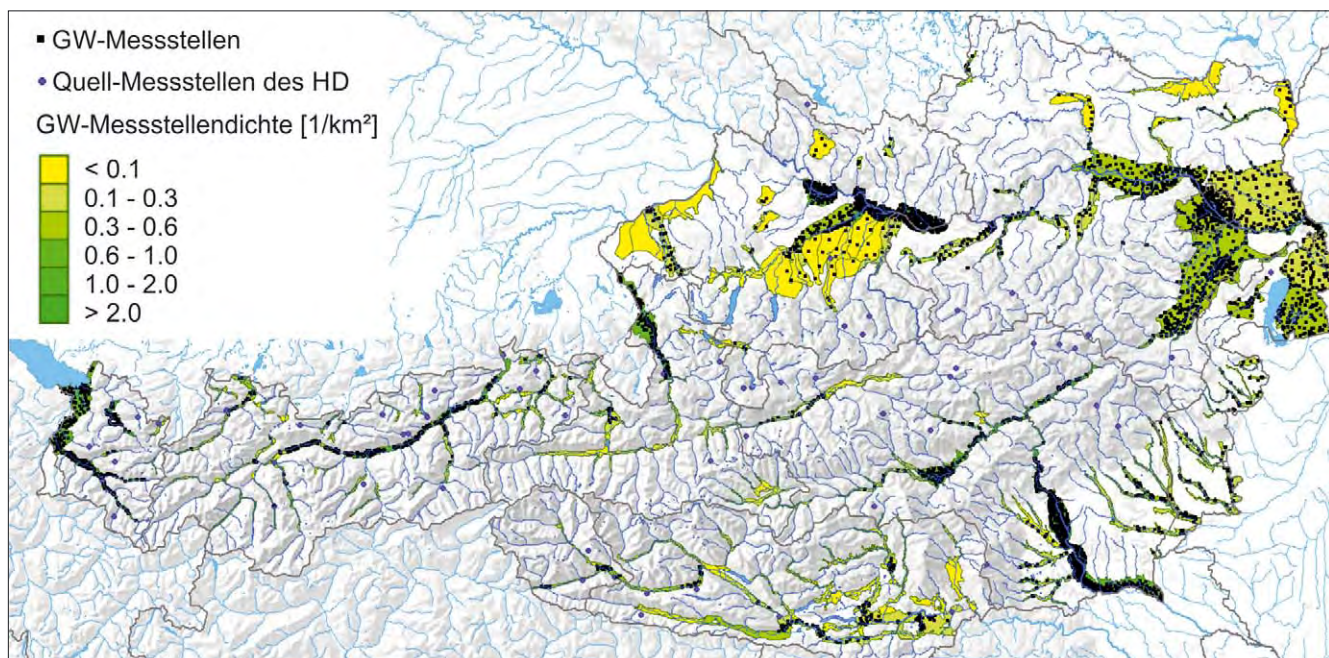 GW-Messstellen
Quell-Messstellen des HD
GW-Messstellendichte [1/km²]
< 0.1
0.1 - 0.3
0.3 - 0.6
0.6 - 1.0
1.0 - 2.0
> 2.0